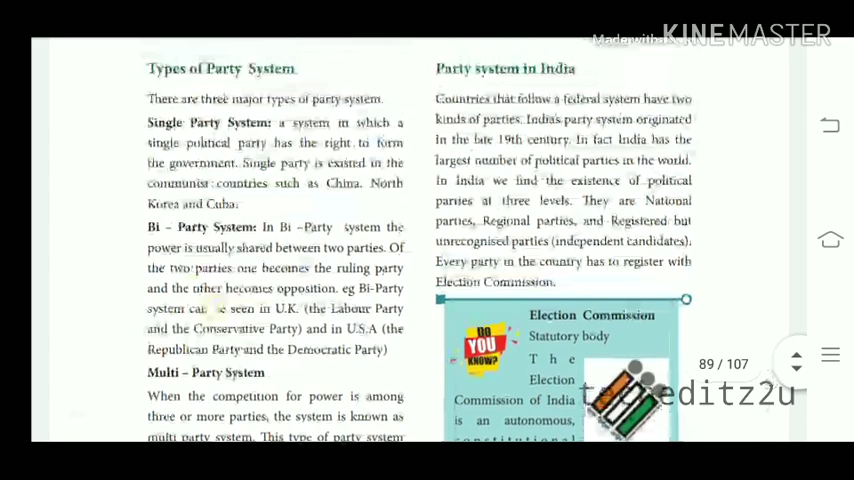 Made with KINEMASTER
Types of Party System
There are three major types of party system.
Single Party System: a system in which a
single political party has the right to form
the government. Single party is existed in the
communist countries such as China, North
Korea and Cuba.
Bi – Party System: In Bi –Party system the
power is usually shared between two parties. Of
the two parties one becomes the ruling party
and the other becomes opposition. eg Bi-Party
system can be seen in U.K. (the Labour Party
and the Conservative Party) and in U.S.A (the
Republican Party and the Democratic Party)
Multi – Party System
When the competition for power is among
three or more parties, the system is known as
multi party system. This type of party system
Party system in India
Countries that follow a federal system have two
kinds of parties. India's party system originated
in the late 19th century. In fact India has the
largest number of political parties in the world.
In India we find the existence of political
parties at three levels. They are National
parties, Regional parties, and Registered but
unrecognised parties (independent candidates).
Every party in the country has to register with
Election Commission.
DO
YOU
KNOW?
Election Commission
Statutory body
The
Election
Commission of India
is an autonomous,
constitutional
89 / 107